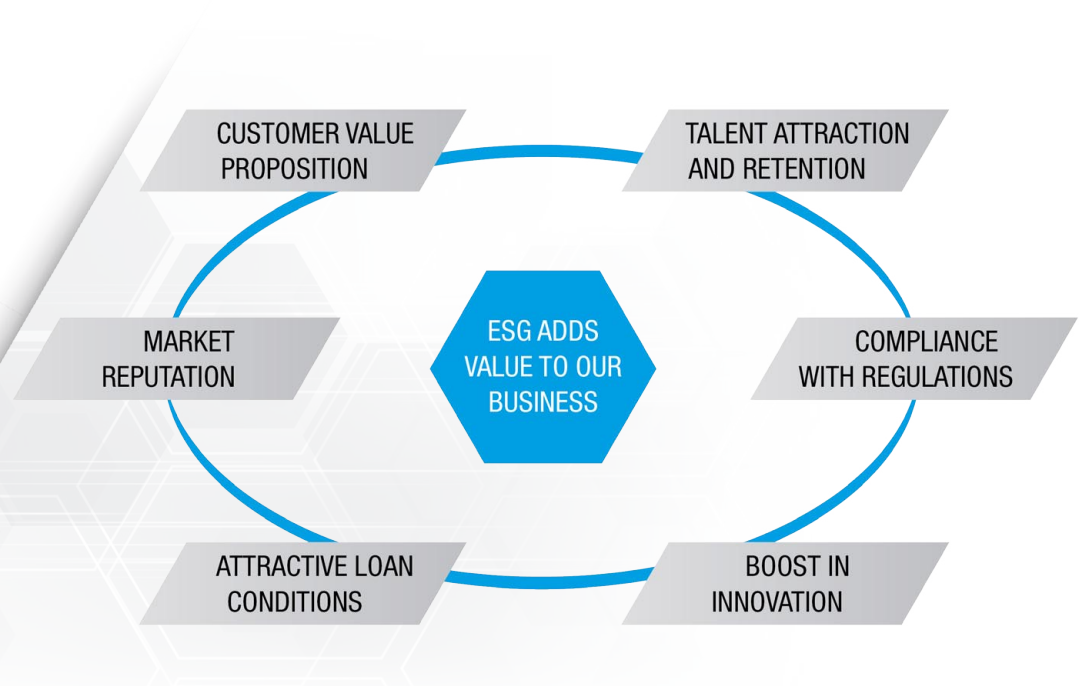 CUSTOMER VALUE
PROPOSITION
TALENT ATTRACTION
AND RETENTION
MARKET
REPUTATION
ESG ADDS
VALUE TO OUR
BUSINESS
COMPLIANCE
WITH REGULATIONS
ATTRACTIVE LOAN
CONDITIONS
BOOST IN
INNOVATION